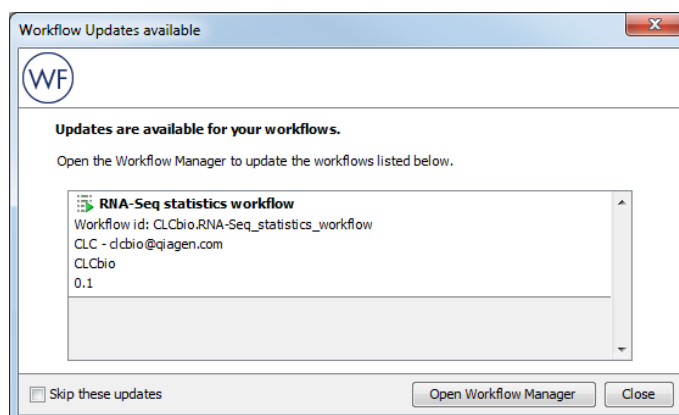 Workflow Updates available
WF
Updates are available for your workflows.
Open the Workflow Manager to update the workflows listed below.
RNA-Seq statistics workflow
Workflow id: CLCbio.RNA-Seq_statistics_workflow
CLC - clcbio@qiagen.com
CLCbio
0.1
Skip these updates
Open Workflow Manager
Close